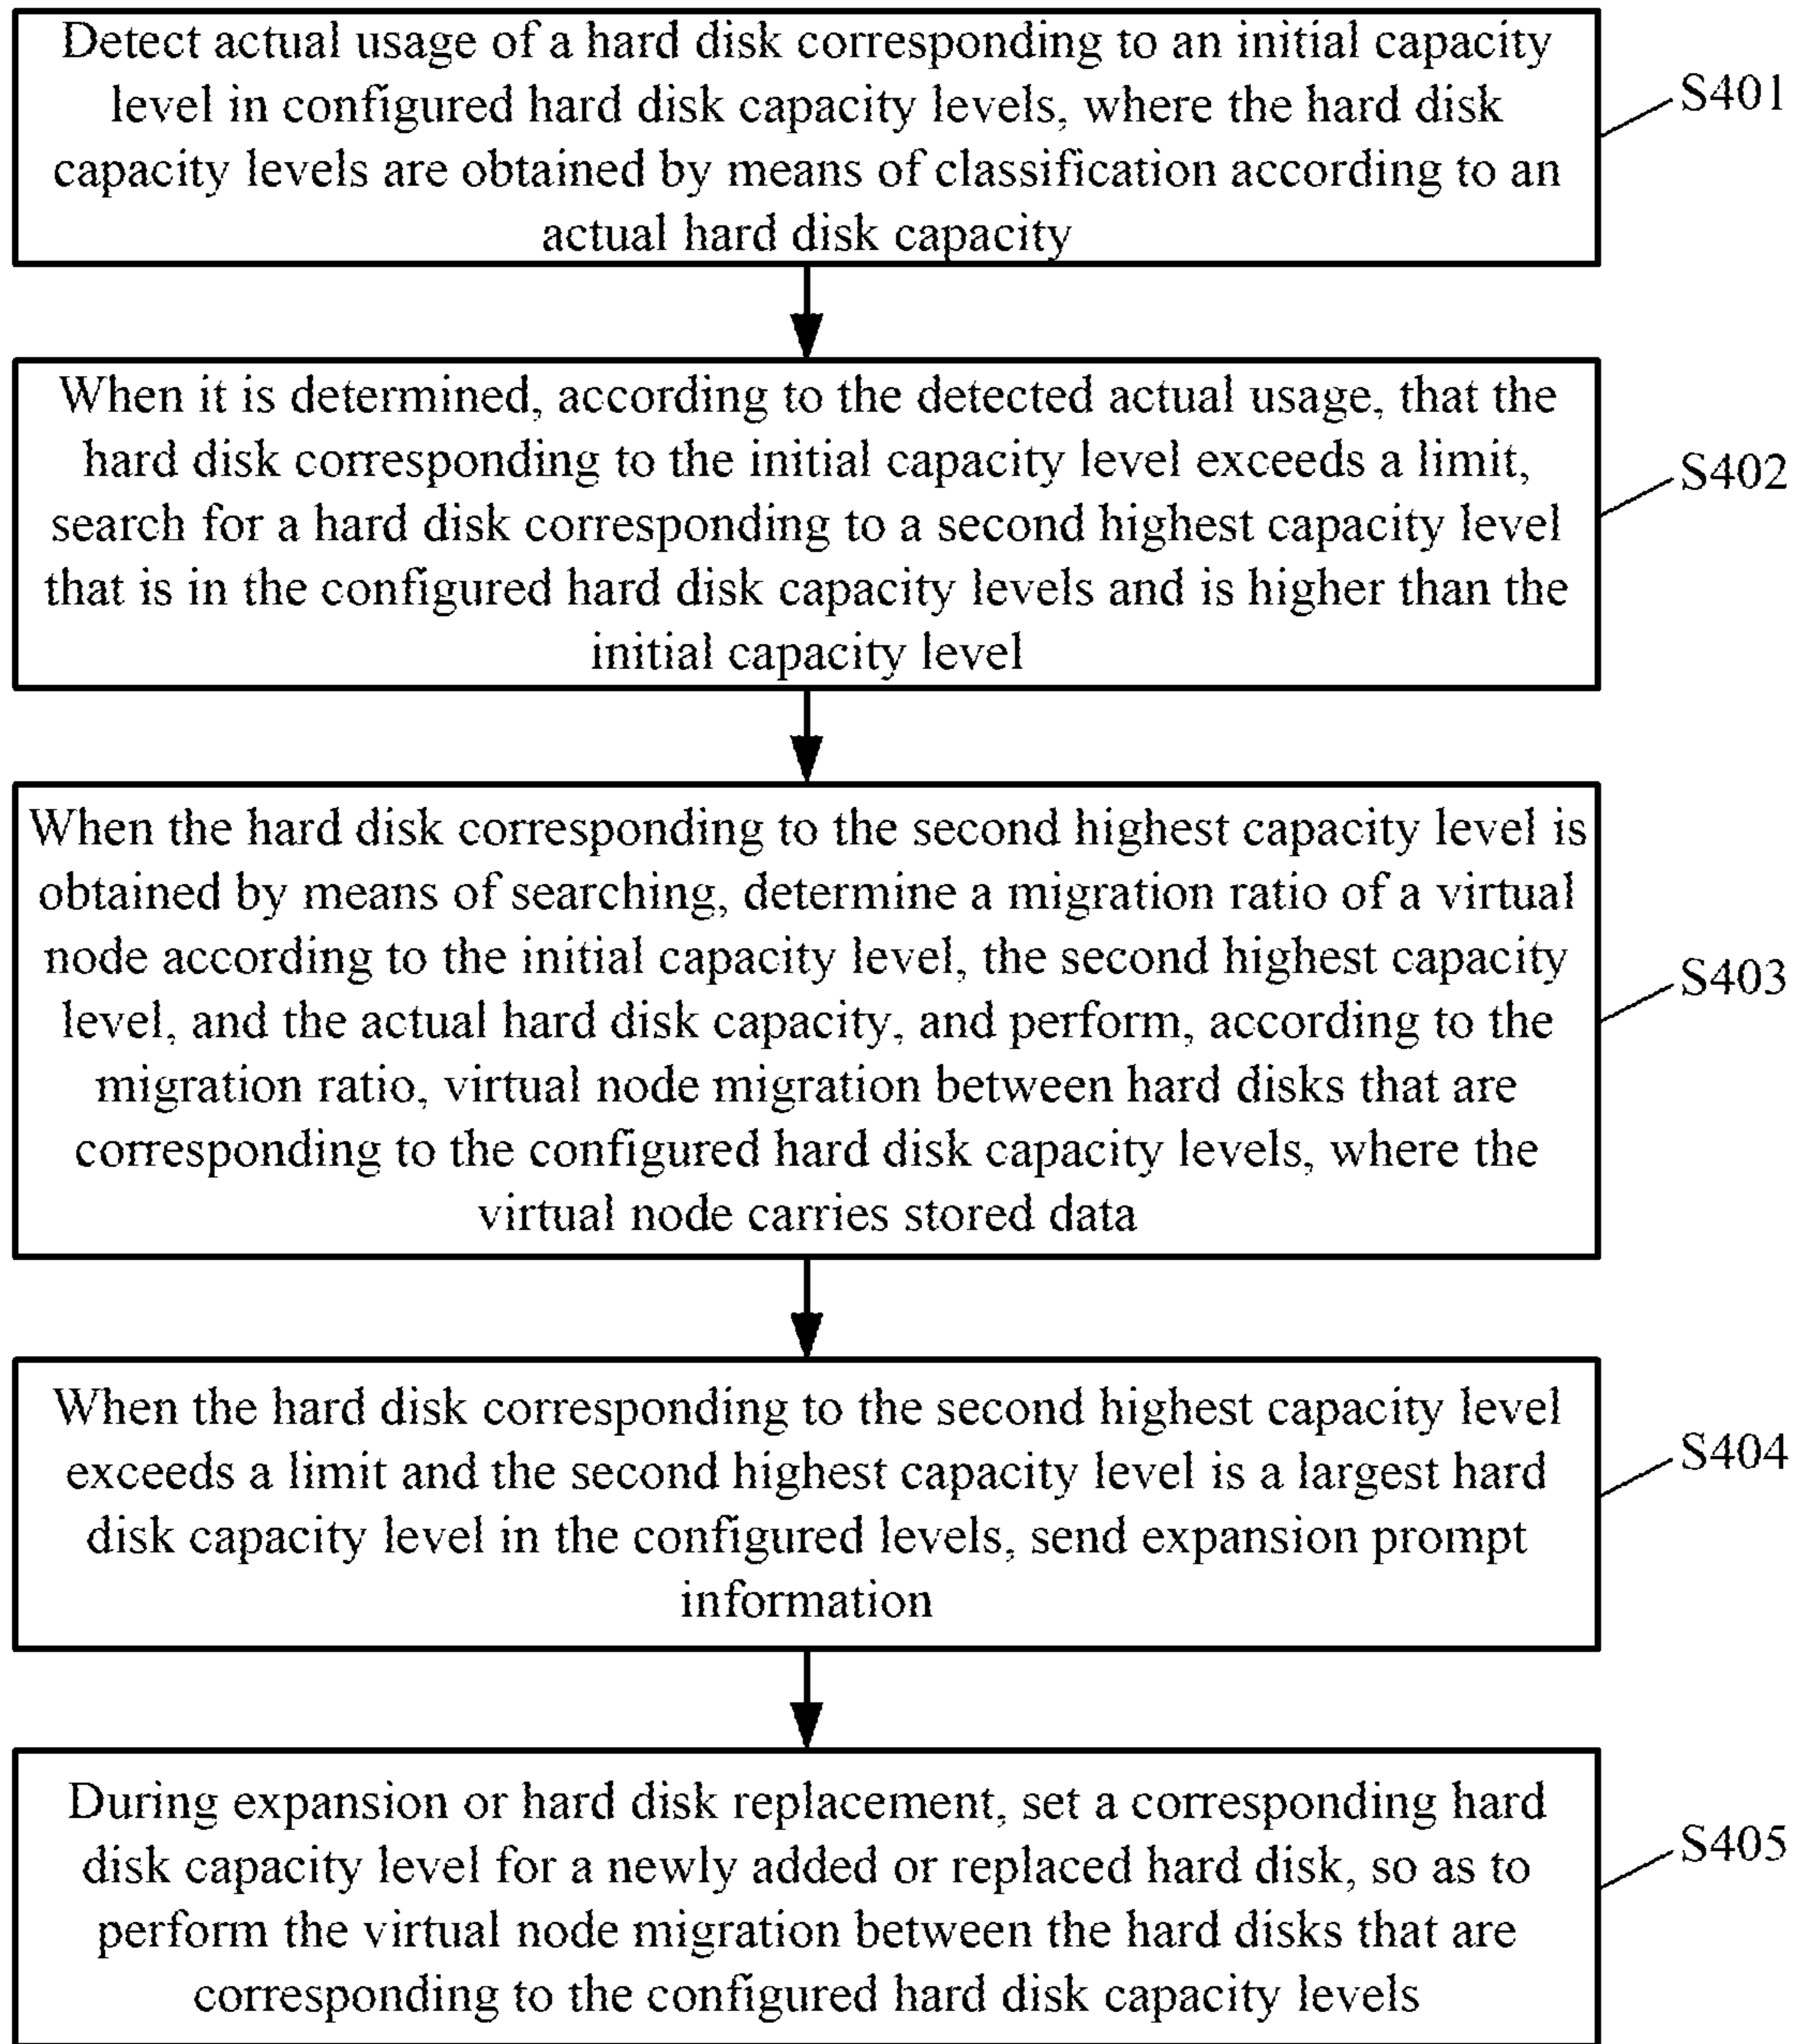 Detect actual usage of a hard disk corresponding to an initial capacity
level in configured hard disk capacity levels, where the hard disk
capacity levels are obtained by means of classification according to an
actual hard disk capacity
S401
When it is determined, according to the detected actual usage, that the
hard disk corresponding to the initial capacity level exceeds a limit,
search for a hard disk corresponding to a second highest capacity level
that is in the configured hard disk capacity levels and is higher than the
initial capacity level
S402
When the hard disk corresponding to the second highest capacity level is
obtained by means of searching, determine a migration ratio of a virtual
node according to the initial capacity level, the second highest capacity
level, and the actual hard disk capacity, and perform, according to the
migration ratio, virtual node migration between hard disks that are
corresponding to the configured hard disk capacity levels, where the
virtual node carries stored data
S403
When the hard disk corresponding to the second highest capacity level
exceeds a limit and the second highest capacity level is a largest hard
disk capacity level in the configured levels, send expansion prompt
information
S404
During expansion or hard disk replacement, set a corresponding hard
disk capacity level for a newly added or replaced hard disk, so as to
perform the virtual node migration between the hard disks that are
corresponding to the configured hard disk capacity levels
S405